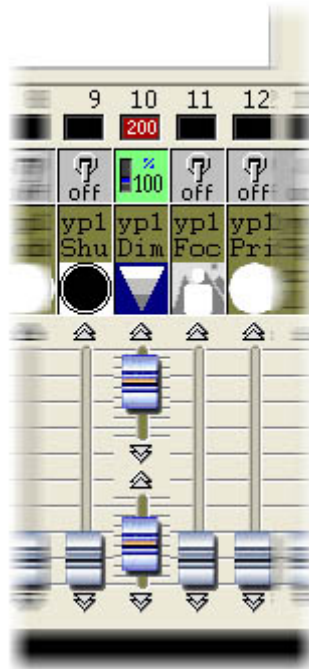 9 10 11 12
200
off % 100 off off
yp1 yp1 yp1 yp1
Shu Dim Foc Pri